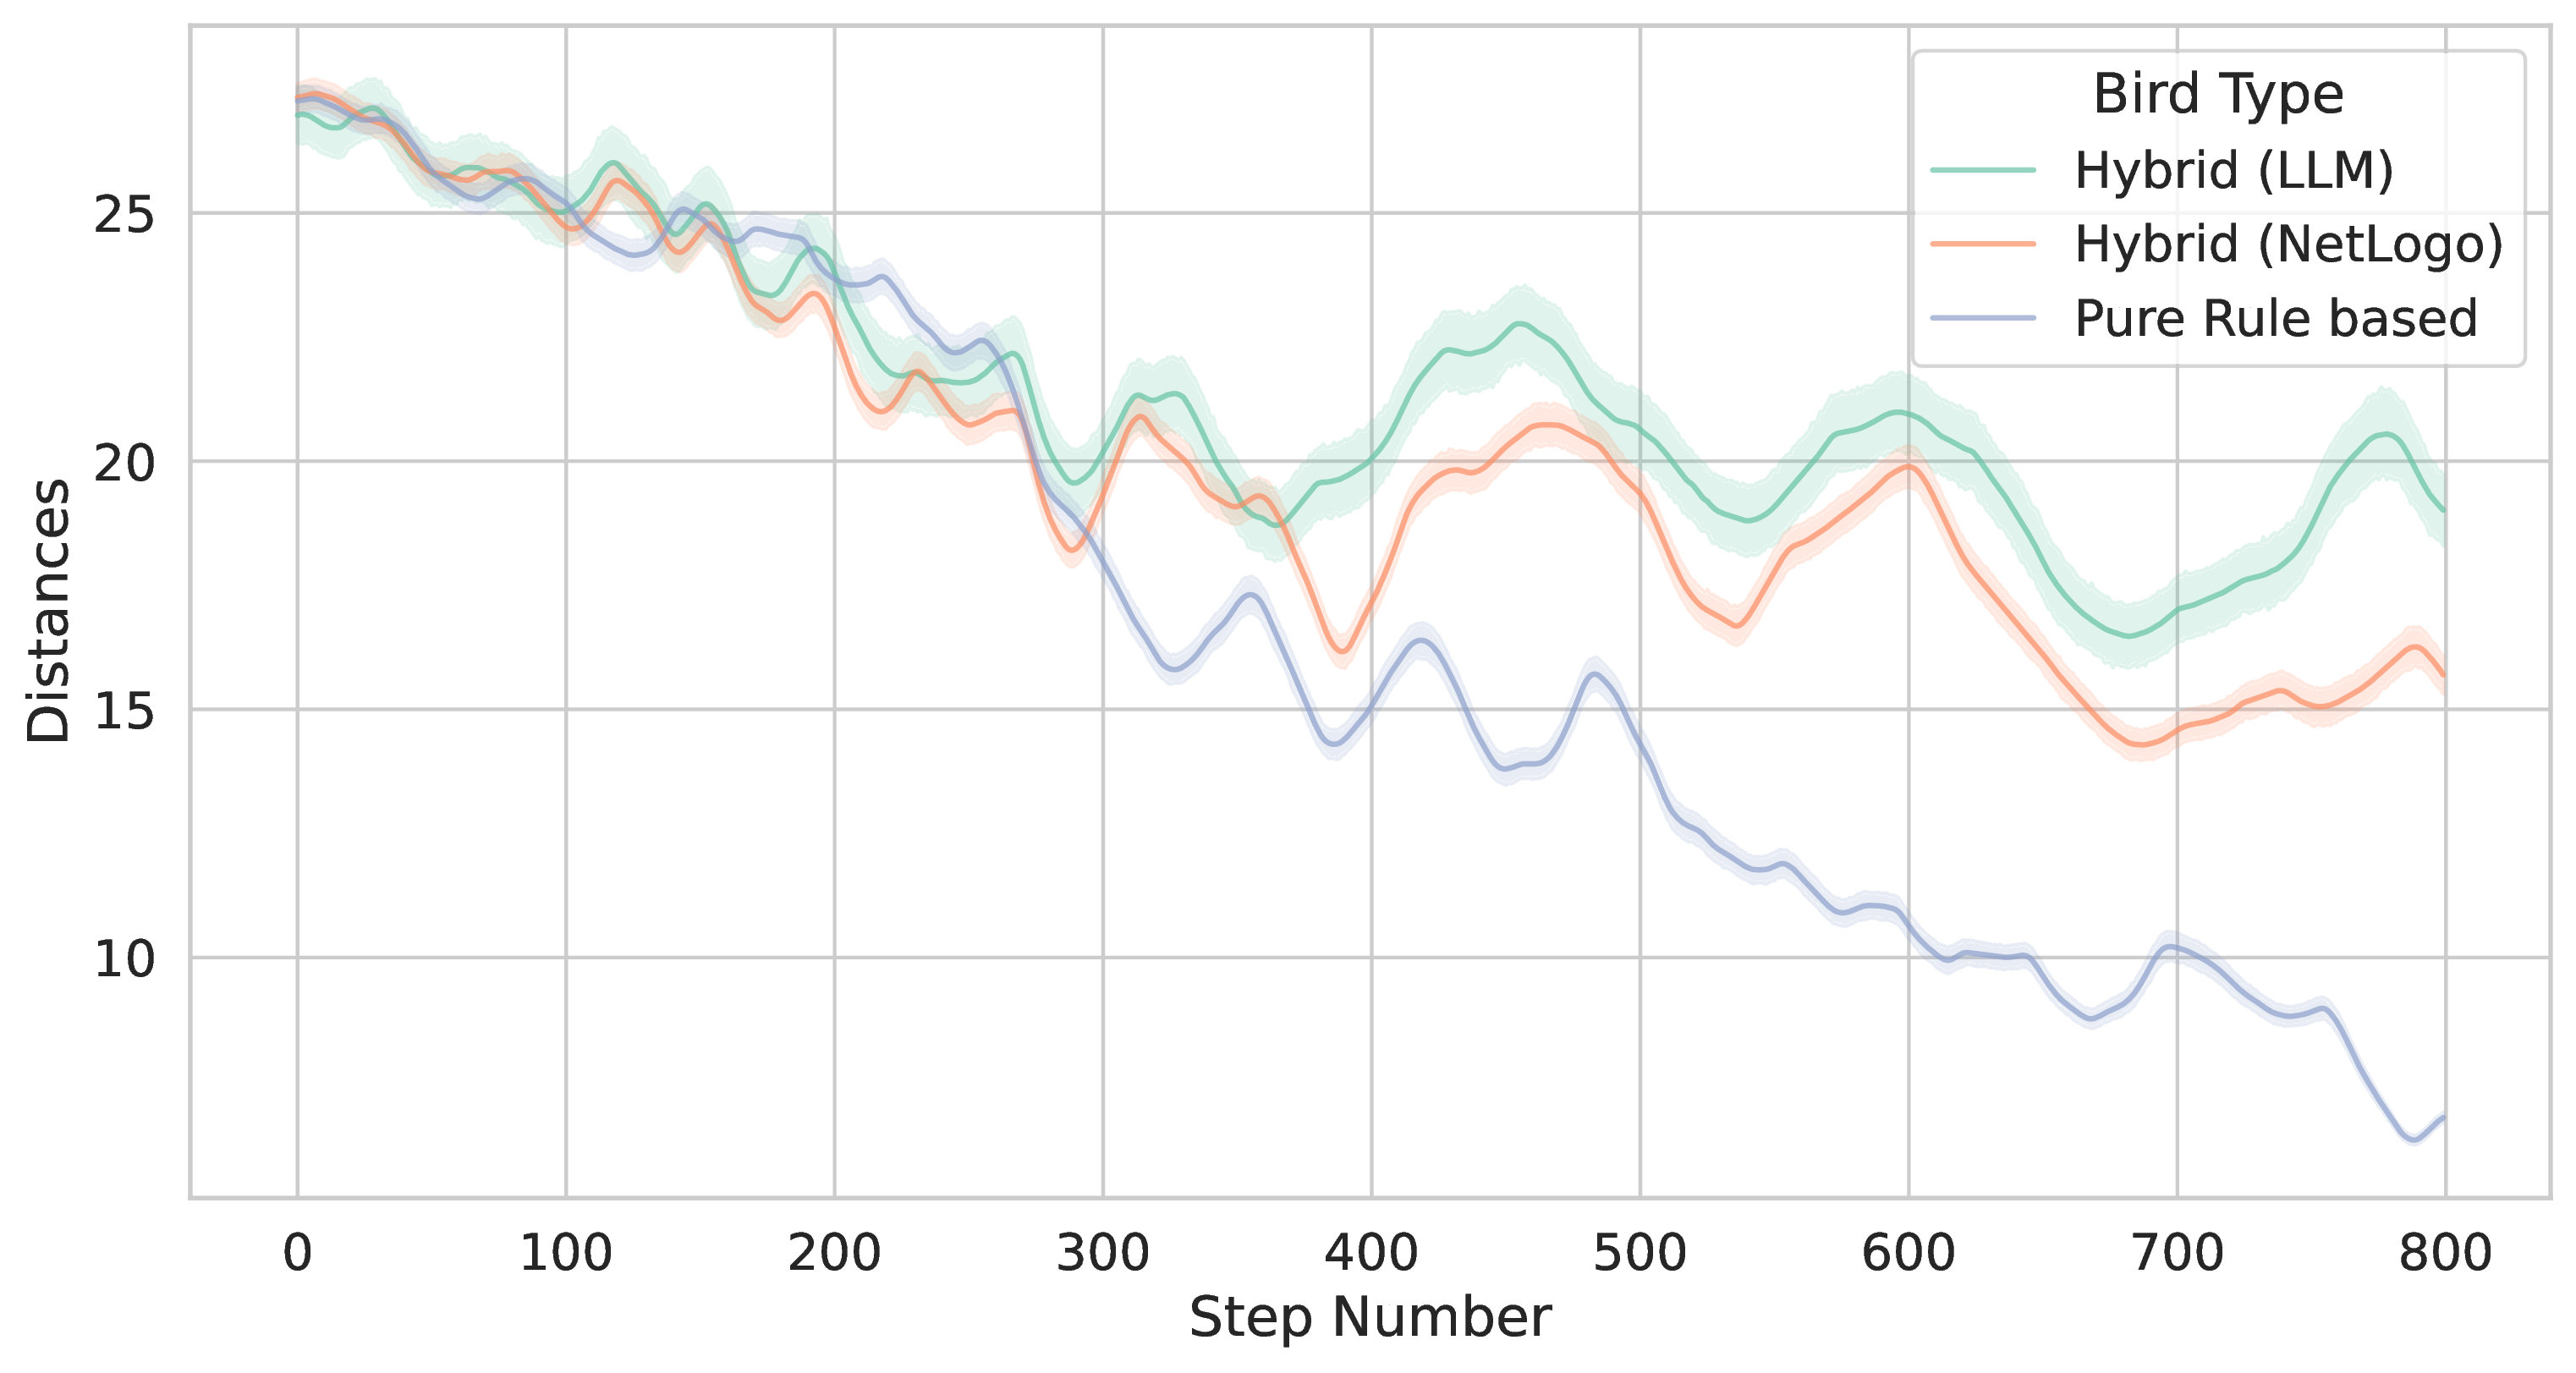 Bird Type
Hybrid (LLM)
Hybrid (NetLogo)
Pure Rule based
Distances
25
20
15
10
0 100 200 300 400 500 600 700 800
Step Number